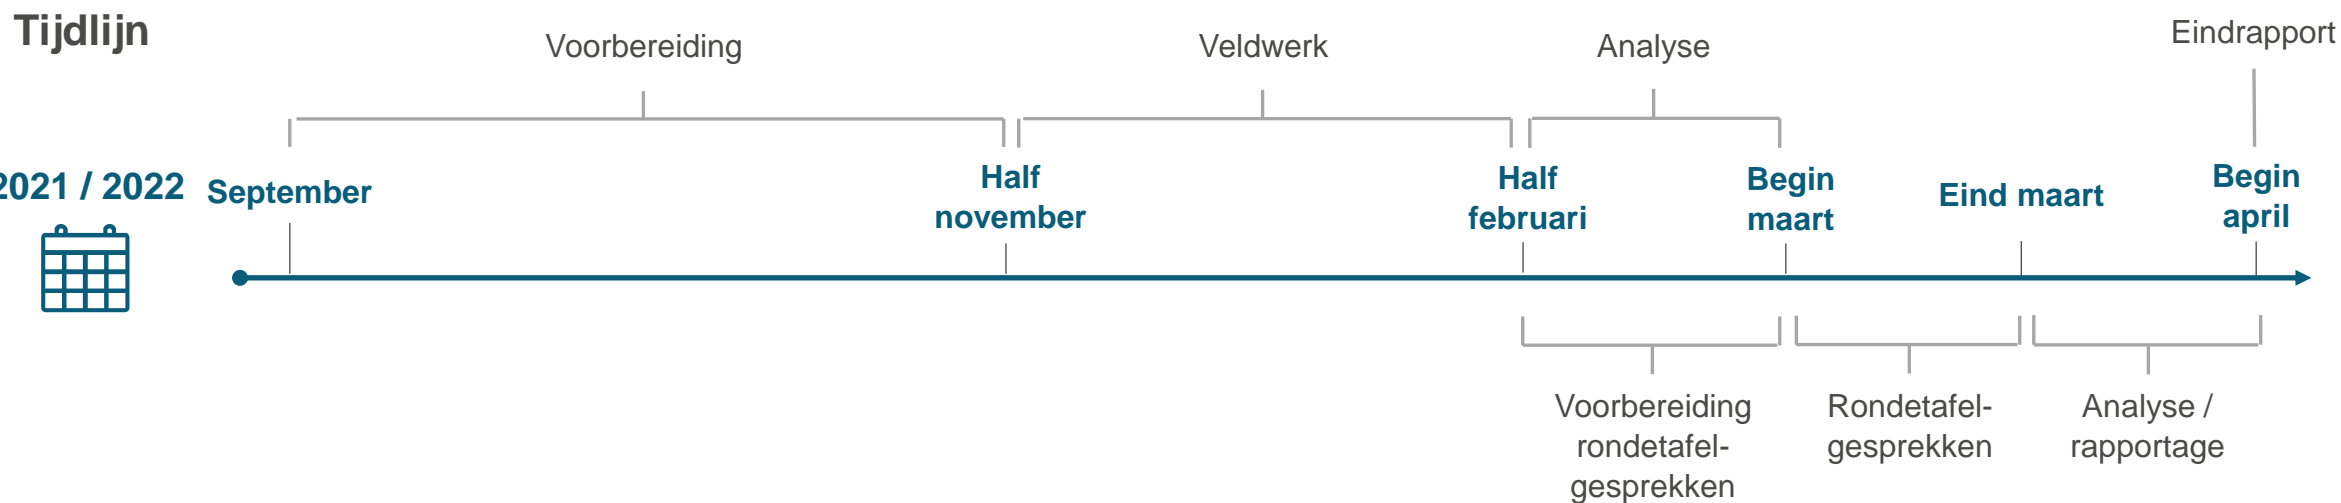 Tijdlijn
Voorbereiding
Veldwerk
Analyse
Eindrapport
2021 / 2022
September
Half
november
Half
februari
Begin
maart
Eind maart
Begin
april
Voorbereiding
rondetafel-
gesprekken
Rondetafel-
gesprekken
Analyse /
rapportage